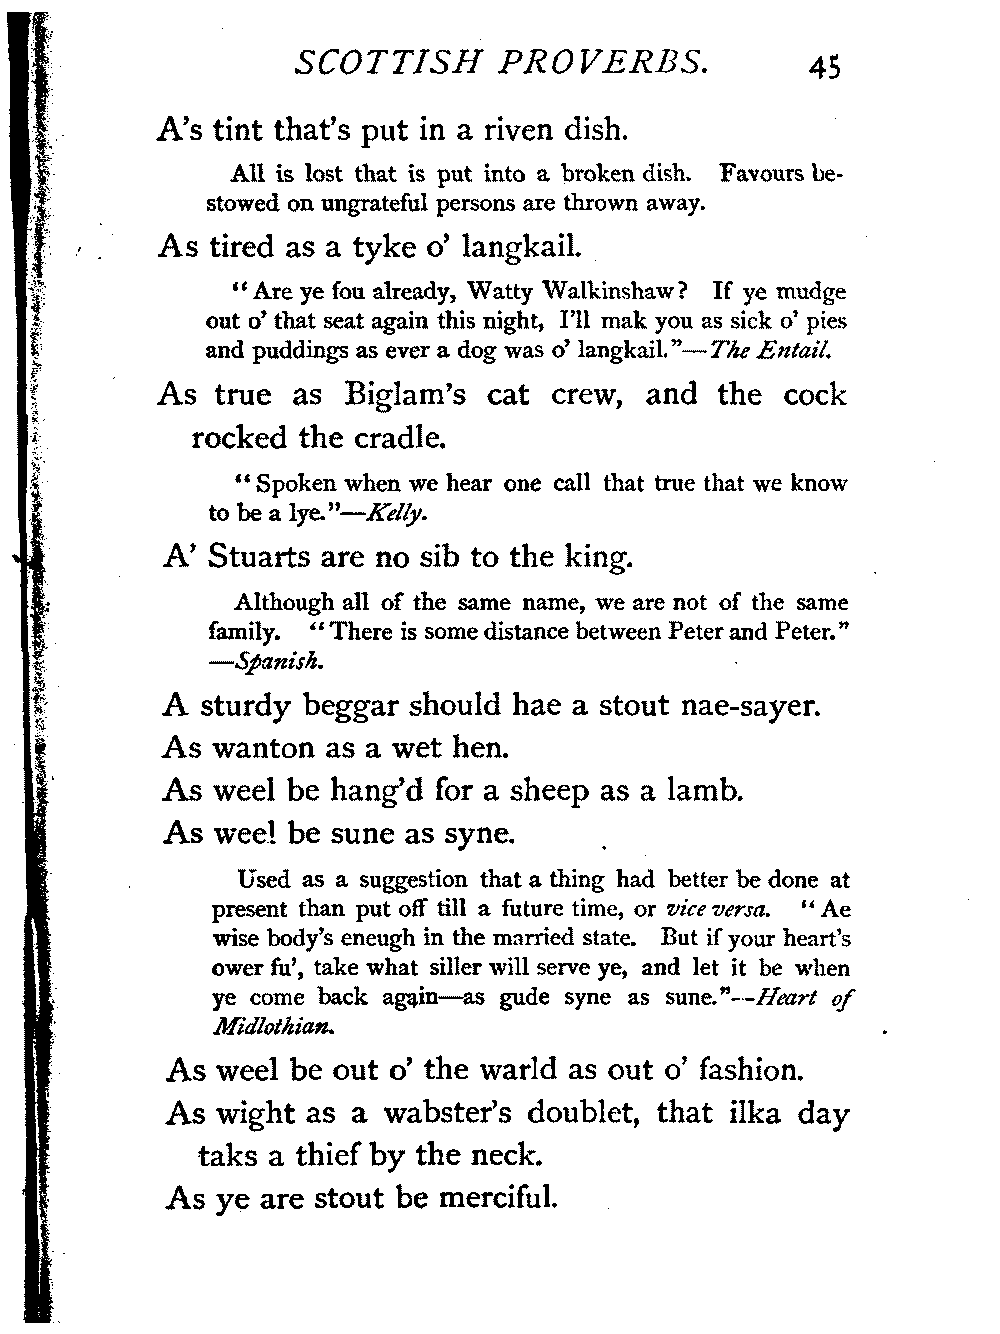 SCOTTISH PROVERBS. 45
A's tint that's put in a riven dish.
All is lost that is put into a broken dish. Favours be-
stowed on ungrateful persons are thrown away.
As tired as a tyke o' langkail.
"Are ye fou already, Watty Walkinshaw? If ye mudge
out o' that seat again this night, I'll mak you as sick o' pies
and puddings as ever a dog was o' langkail."—The Entail.
As true as Biglam's cat crew, and the cock
rocked the cradle.
"Spoken when we hear one call that true that we know
to be a lye."—Kelly.
A' Stuarts are no sib to the king.
Although all of the same name, we are not of the same
family. "There is some distance between Peter and Peter."
—Spanish.
A sturdy beggar should hae a stout nae-sayer.
As wanton as a wet hen.
As weel be hang'd for a sheep as a lamb.
As weel be sune as syne.
Used as a suggestion that a thing had better be done at
present than put off till a future time, or vice versa. "Ae
wise body's eneugh in the married state. But if your heart's
ower fu', take what siller will serve ye, and let it be when
ye come back again—as gude syne as sune."—Heart of
Midlothian.
As weel be out o' the warld as out o' fashion.
As wight as a wabster's doublet, that ilka day
taks a thief by the neck.
As ye are stout be merciful.